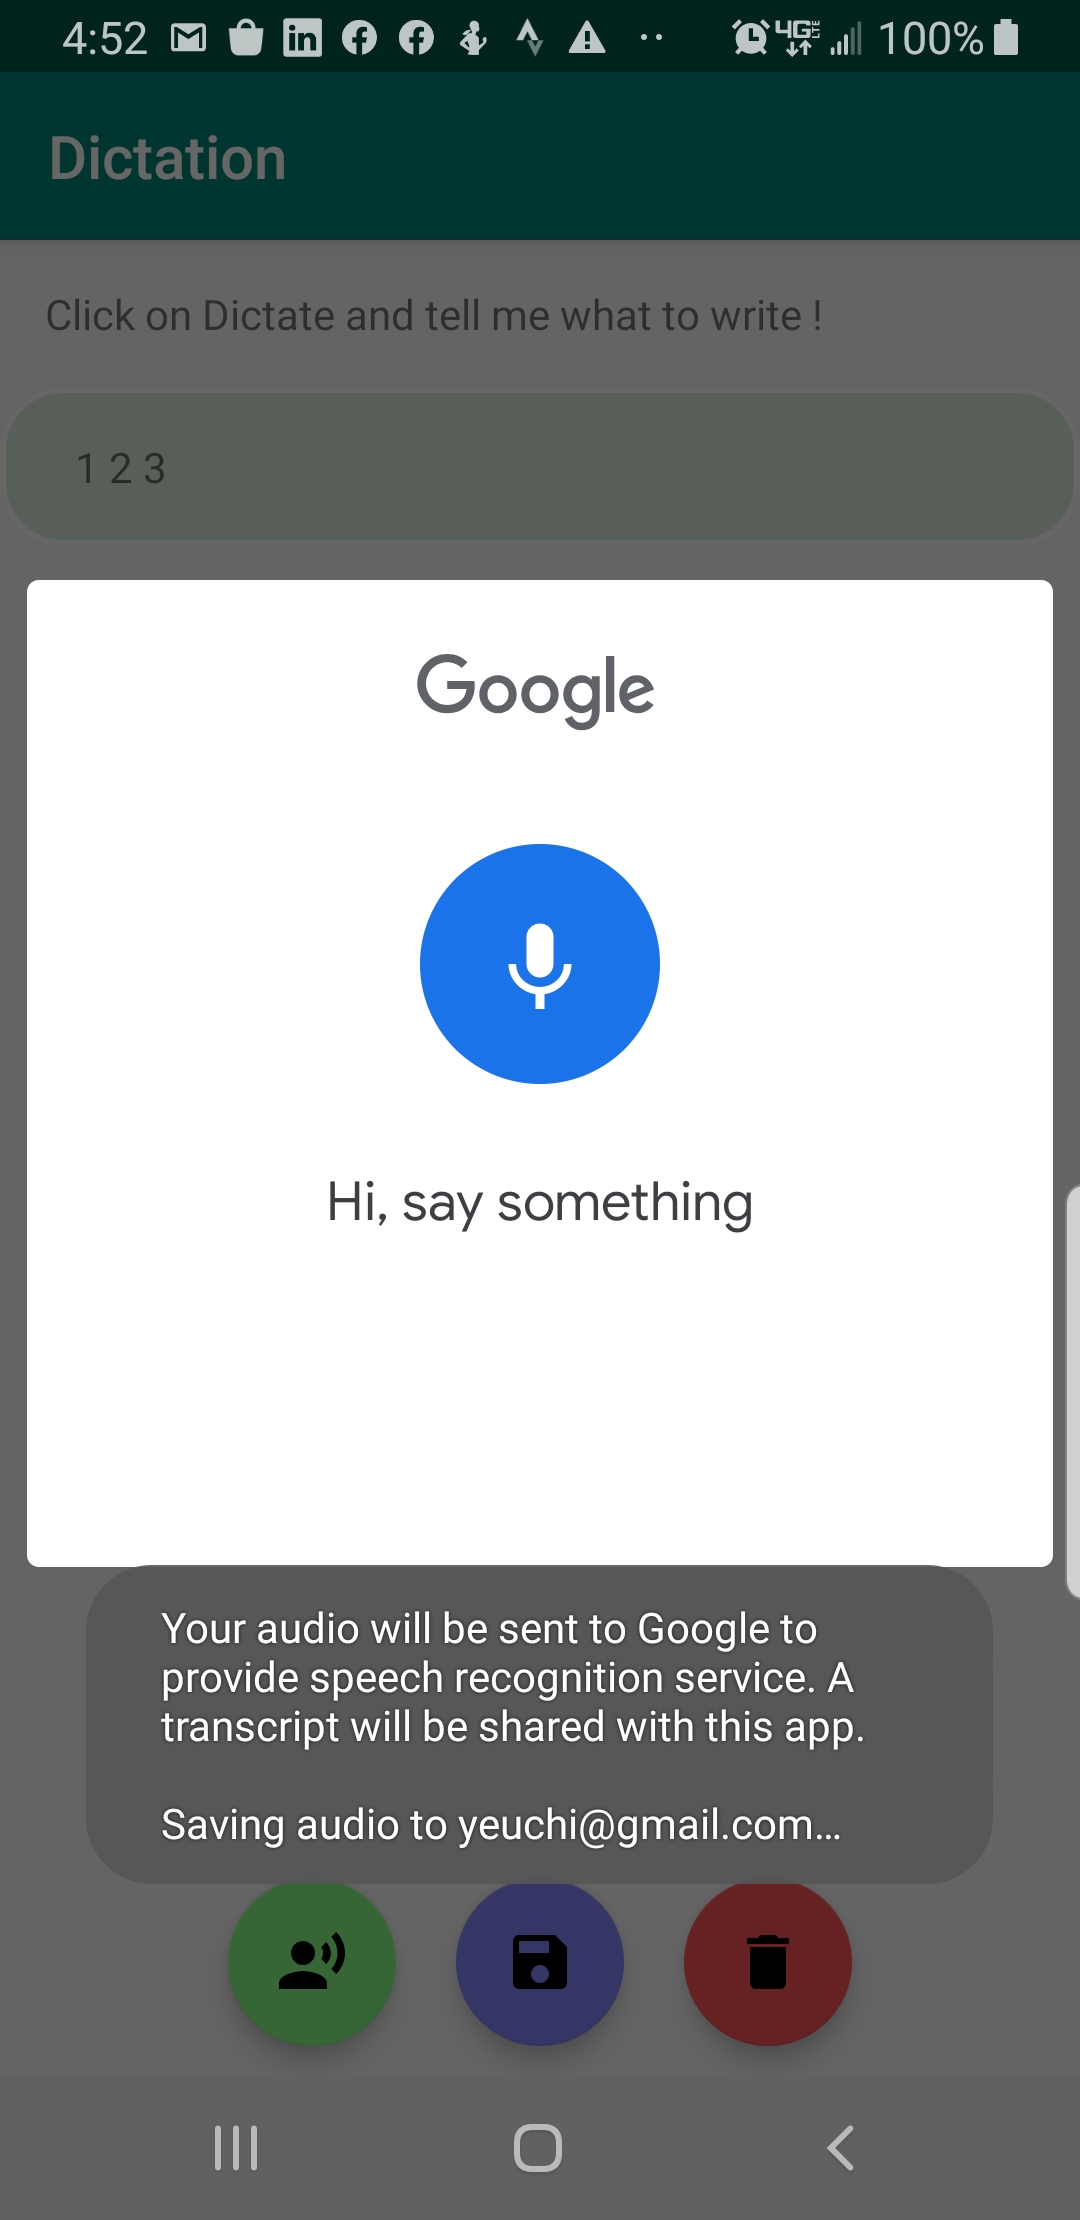 4:52 4G LTE 100%
Dictation
Click on Dictate and tell me what to write !
1 2 3
Google
Hi, say something
Your audio will be sent to Google to
provide speech recognition service. A
transcript will be shared with this app.
Saving audio to yeuchi@gmail.com...